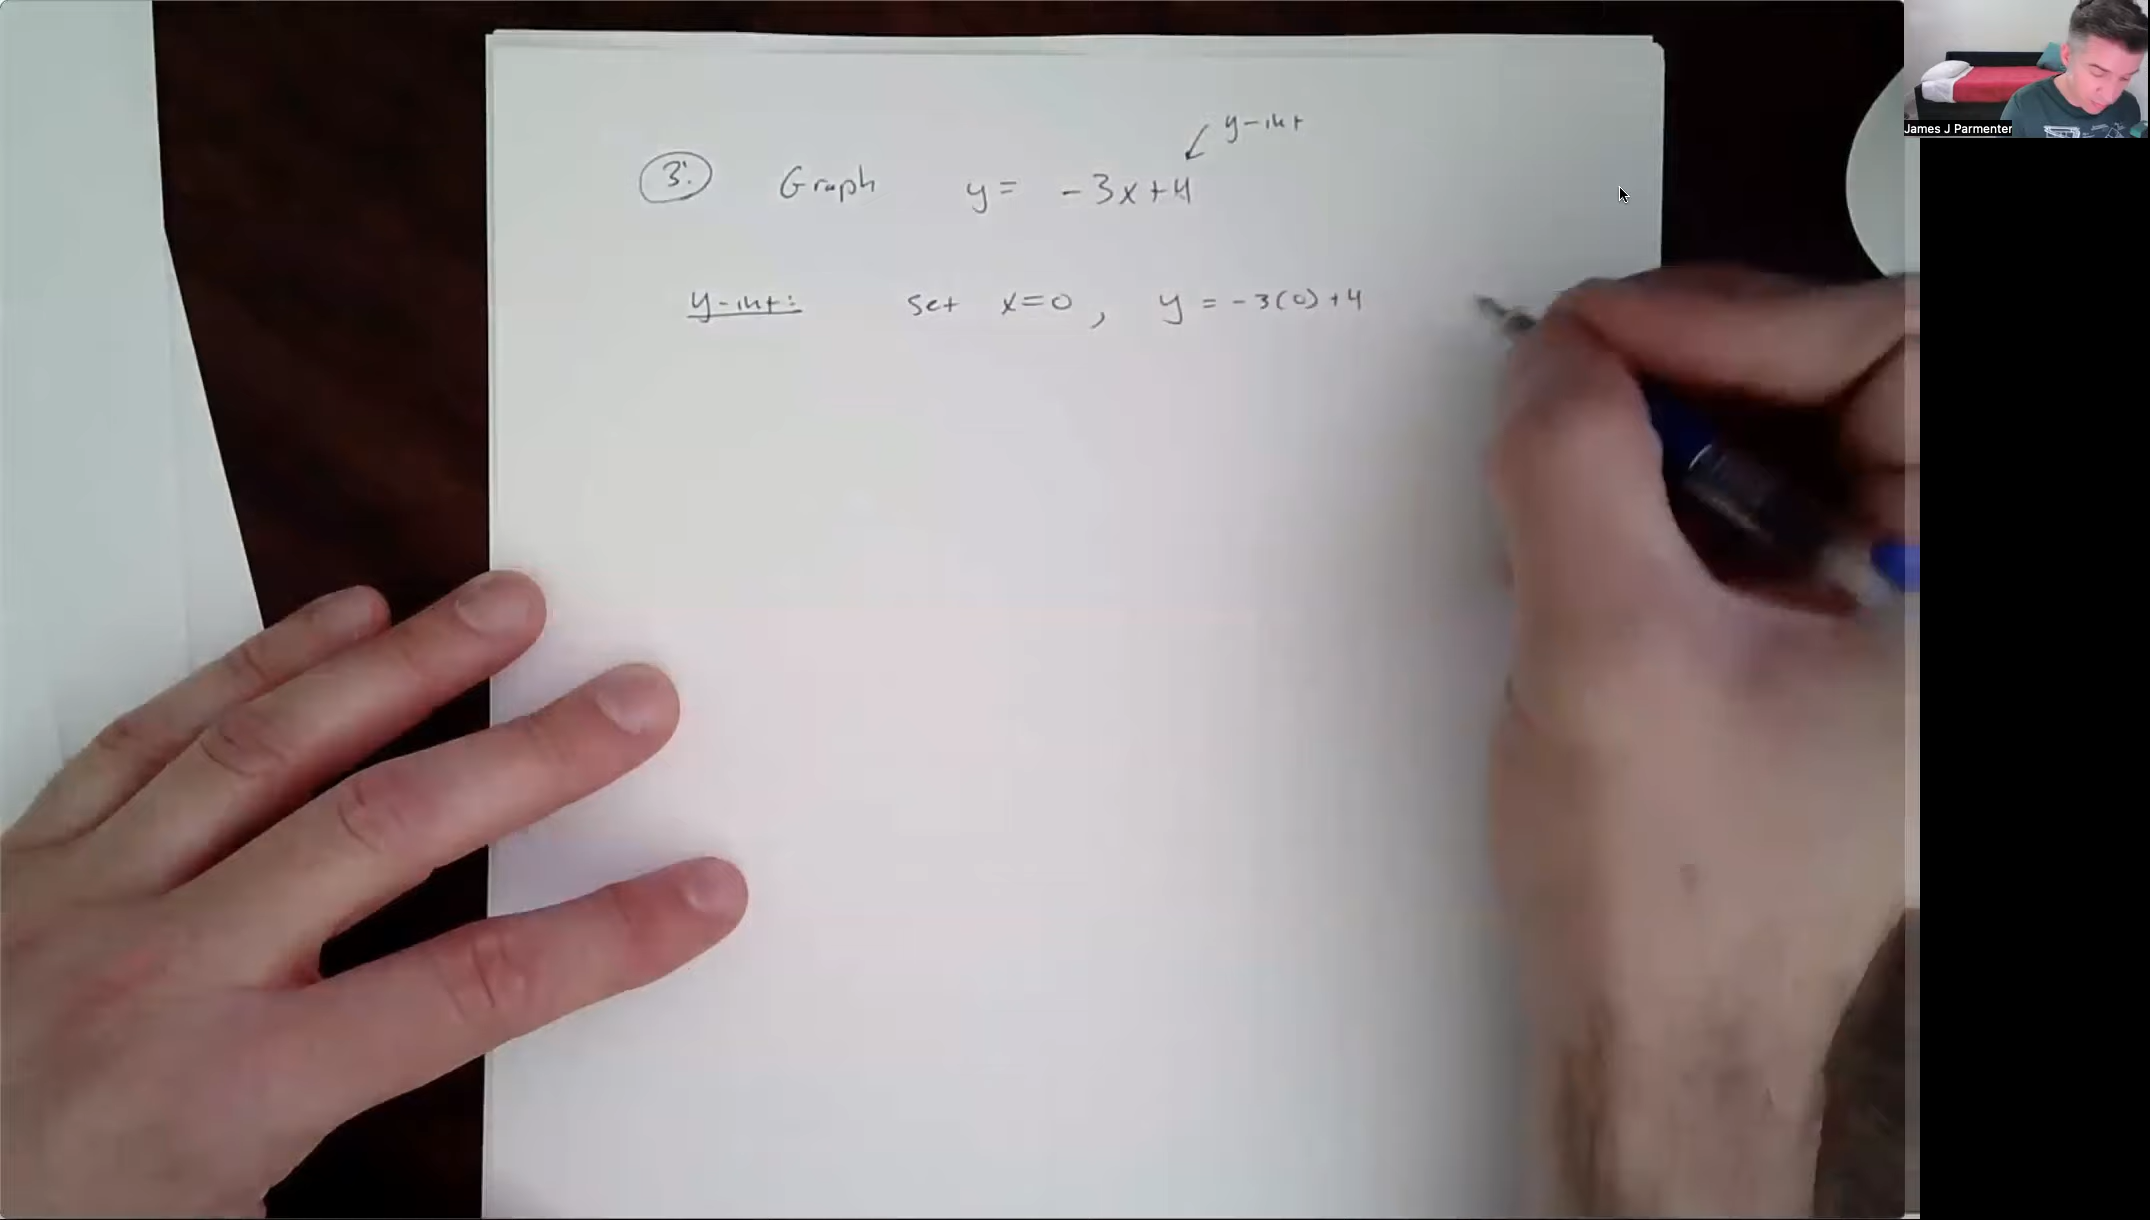 y-int
3. Graph y = -3x+4
y-int: set x=0, y = -3(0)+4
James J Parmenter